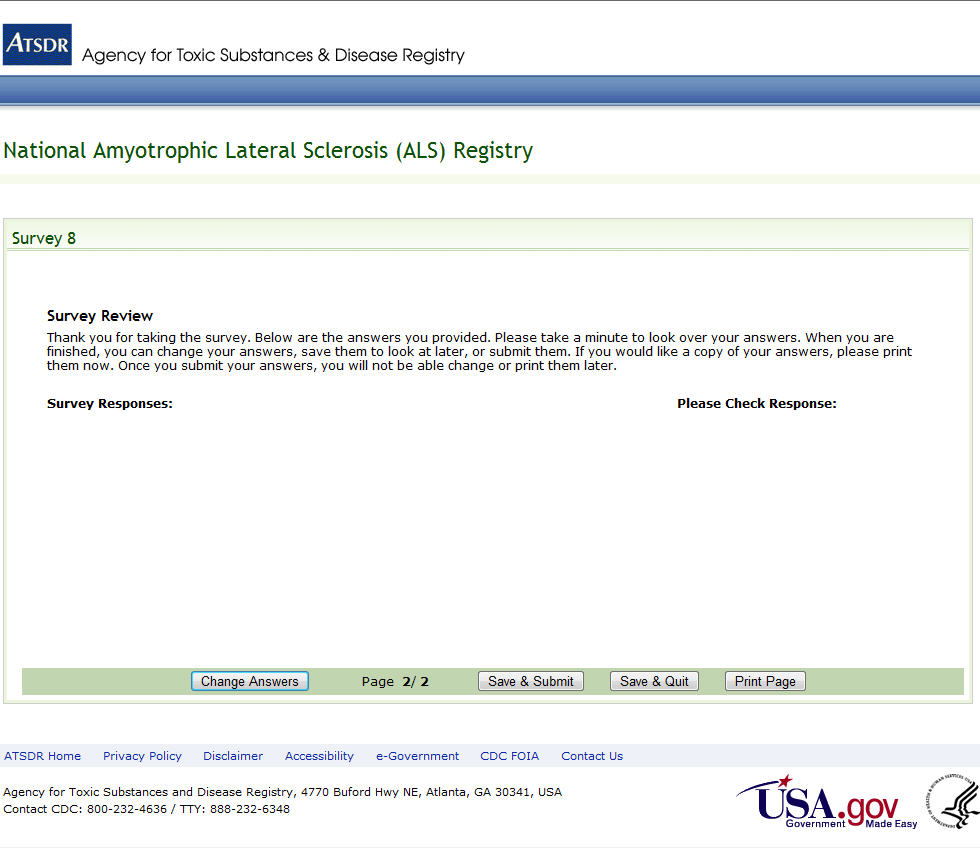 ATSDR Agency for Toxic Substances & Disease Registry
National Amyotrophic Lateral Sclerosis (ALS) Registry
Survey 8
Survey Review
Thank you for taking the survey. Below are the answers you provided. Please take a minute to look over your answers. When you are
finished, you can change your answers, save them to look at later, or submit them. If you would like a copy of your answers, please print
them now. Once you submit your answers, you will not be able change or print them later.
Survey Responses: Please Check Response:
Change Answers Page 2/ 2 Save & Submit Save & Quit Print Page
ATSDR Home Privacy Policy Disclaimer Accessibility e-Government CDC FOIA Contact Us
Agency for Toxic Substances and Disease Registry, 4770 Buford Hwy NE, Atlanta, GA 30341, USA
Contact CDC: 800-232-4636 / TTY: 888-232-6348
USA.gov
Government Made Easy
DEPARTMENT OF HEALTH & HUMAN SERVICES USA